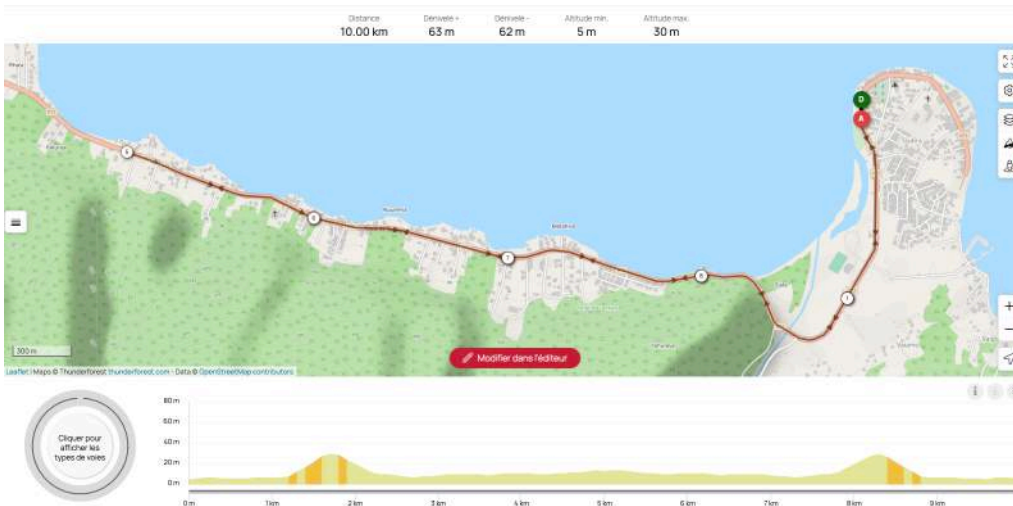 Distance
10.00 km
Dénivelé +
63 m
Dénivelé -
62 m
Altitude min.
5 m
Altitude max.
30 m
D
A
300 m
Modifier dans l'éditeur
Leaflet | Maps © Thunderforest thunderforest.com - Data © OpenStreetMap contributors
Cliquer pour
afficher les
types de voies
80 m
60 m
40 m
20 m
0 m
0 m
1 km
2 km
3 km
4 km
5 km
6 km
7 km
8 km
9 km